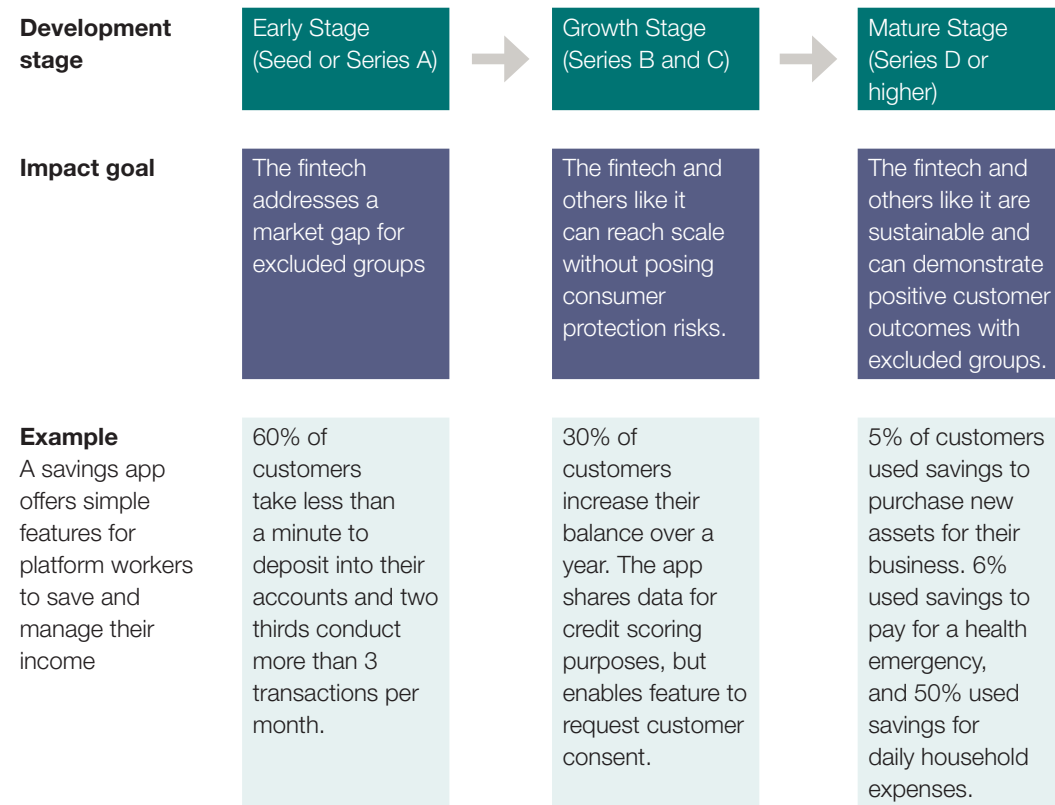 Development
stage
Early Stage
(Seed or Series A)
Growth Stage
(Series B and C)
Mature Stage
(Series D or
higher)
Impact goal
The fintech
addresses a
market gap for
excluded groups
The fintech and
others like it
can reach scale
without posing
consumer
protection risks.
The fintech and
others like it are
sustainable and
can demonstrate
positive customer
outcomes with
excluded groups.
Example
A savings app
offers simple
features for
platform workers
to save and
manage their
income
60% of
customers
take less than
a minute to
deposit into their
accounts and two
thirds conduct
more than 3
transactions per
month.
30% of
customers
increase their
balance over a
year. The app
shares data for
credit scoring
purposes, but
enables feature to
request customer
consent.
5% of customers
used savings to
purchase new
assets for their
business. 6%
used savings to
pay for a health
emergency,
and 50% used
savings for
daily household
expenses.